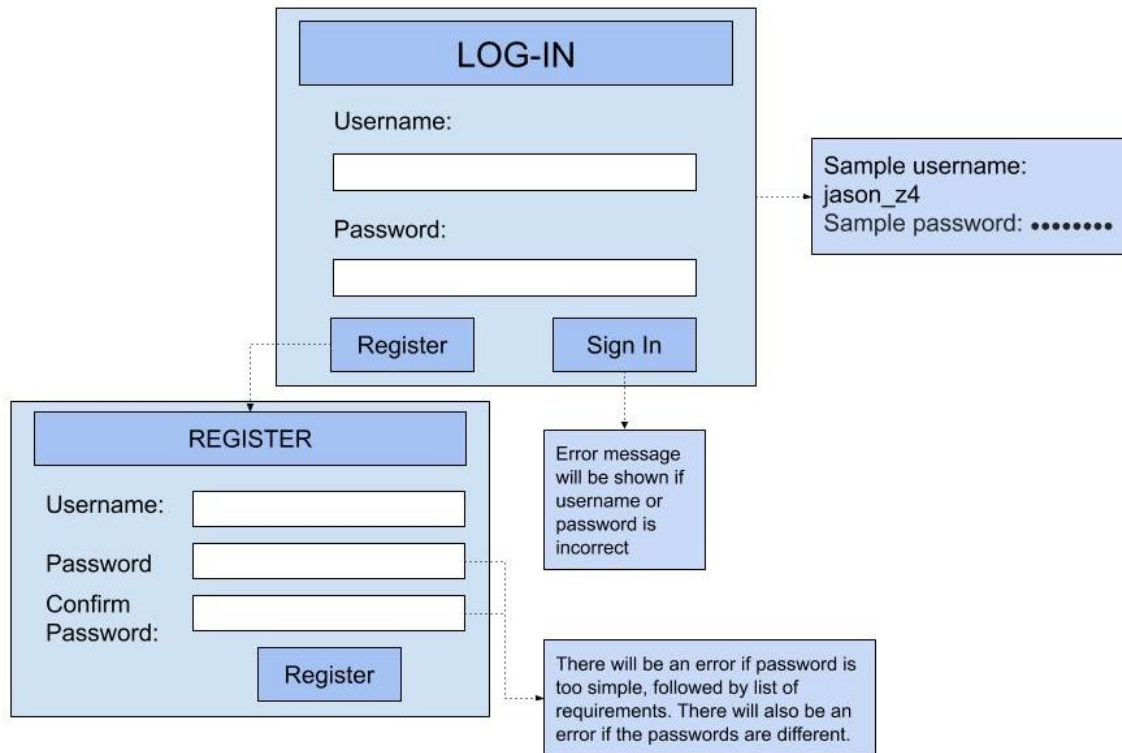 LOG-IN
Username:
Password:
Register
Sign In
Sample username:
jason_z4
Sample password: ••••••••
REGISTER
Username:
Password
Confirm
Password:
Register
Error message
will be shown if
username or
password is
incorrect
There will be an error if password is
too simple, followed by list of
requirements. There will also be an
error if the passwords are different.